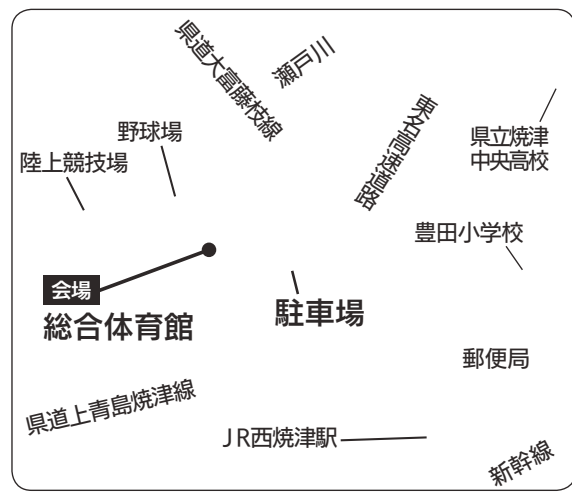 県道大富藤枝線
瀬戸川
東名高速道路
野球場
陸上競技場
県立焼津
中央高校
豊田小学校
会場
総合体育館
駐車場
郵便局
県道上青島焼津線
JR西焼津駅
新幹線